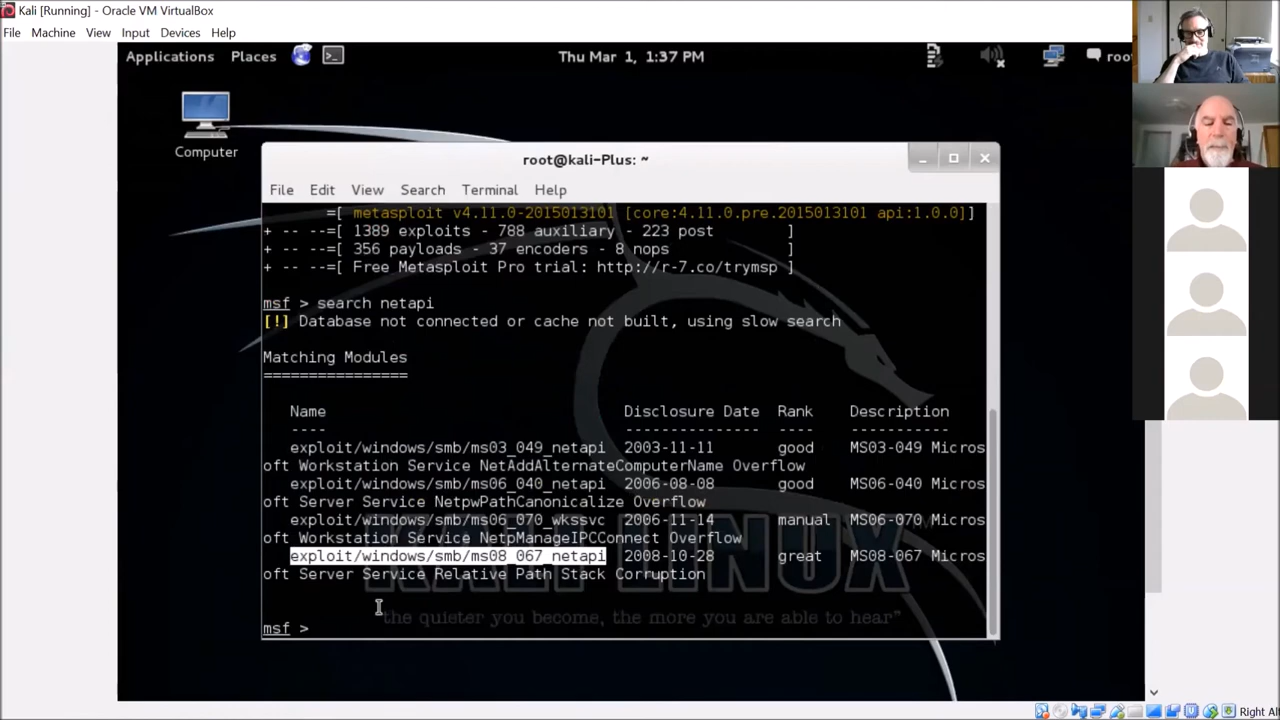 Kali [Running] - Oracle VM VirtualBox
File Machine View Input Devices Help
Applications Places Thu Mar 1, 1:37 PM roo
Computer
root@kali-Plus: ~
File Edit View Search Terminal Help
=[ metasploit v4.11.0-2015013101 [core:4.11.0.pre.2015013101 api:1.0.0]]
+ -- --=[ 1389 exploits - 788 auxiliary - 223 post ]
+ -- --=[ 356 payloads - 37 encoders - 8 nops ]
+ -- --=[ Free Metasploit Pro trial: http://r-7.co/trymsp ]
msf > search netapi
[!] Database not connected or cache not built, using slow search
Matching Modules
================
Name Disclosure Date Rank Description
---- --------------- ---- -----------
exploit/windows/smb/ms03_049_netapi 2003-11-11 good MS03-049 Micros
oft Workstation Service NetAddAlternateComputerName Overflow
exploit/windows/smb/ms06_040_netapi 2006-08-08 good MS06-040 Micros
oft Server Service NetpwPathCanonicalize Overflow
exploit/windows/smb/ms06_070_wkssvc 2006-11-14 manual MS06-070 Micros
oft Workstation Service NetpManageIPCConnect Overflow
exploit/windows/smb/ms08_067_netapi 2008-10-28 great MS08-067 Micros
oft Server Service Relative Path Stack Corruption
KALI LINUX
"the quieter you become, the more you are able to hear"
msf >
Right Al